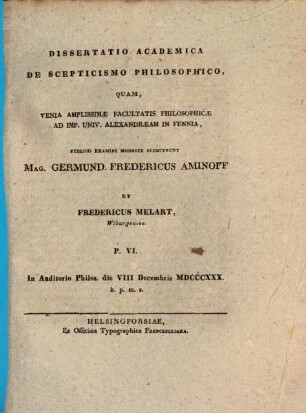 DISSERTATIO ACADEMICA
DE SCEPTICISMO PHILOSOPHICO,
QUAM,
VENIA AMPLISSIMÆ FACULTATIS PHILOSOPHICÆ
AD IMP. UNIV. ALEXANDRÆAM IN FENNIA,
PUBLICO EXAMINI MODESTE SUBMITTUNT
MAG. GERMUND. FREDERICUS AMINOFF
ET
FREDERICUS MELART,
Wiburgensis.
P. VI.
In Auditorio Philos. die VIII Decembris MDCCCXXX.
h. p. m. s.
HELSINGFORSIAE,
Ex Officina Typographica FRENCKELLIANA.